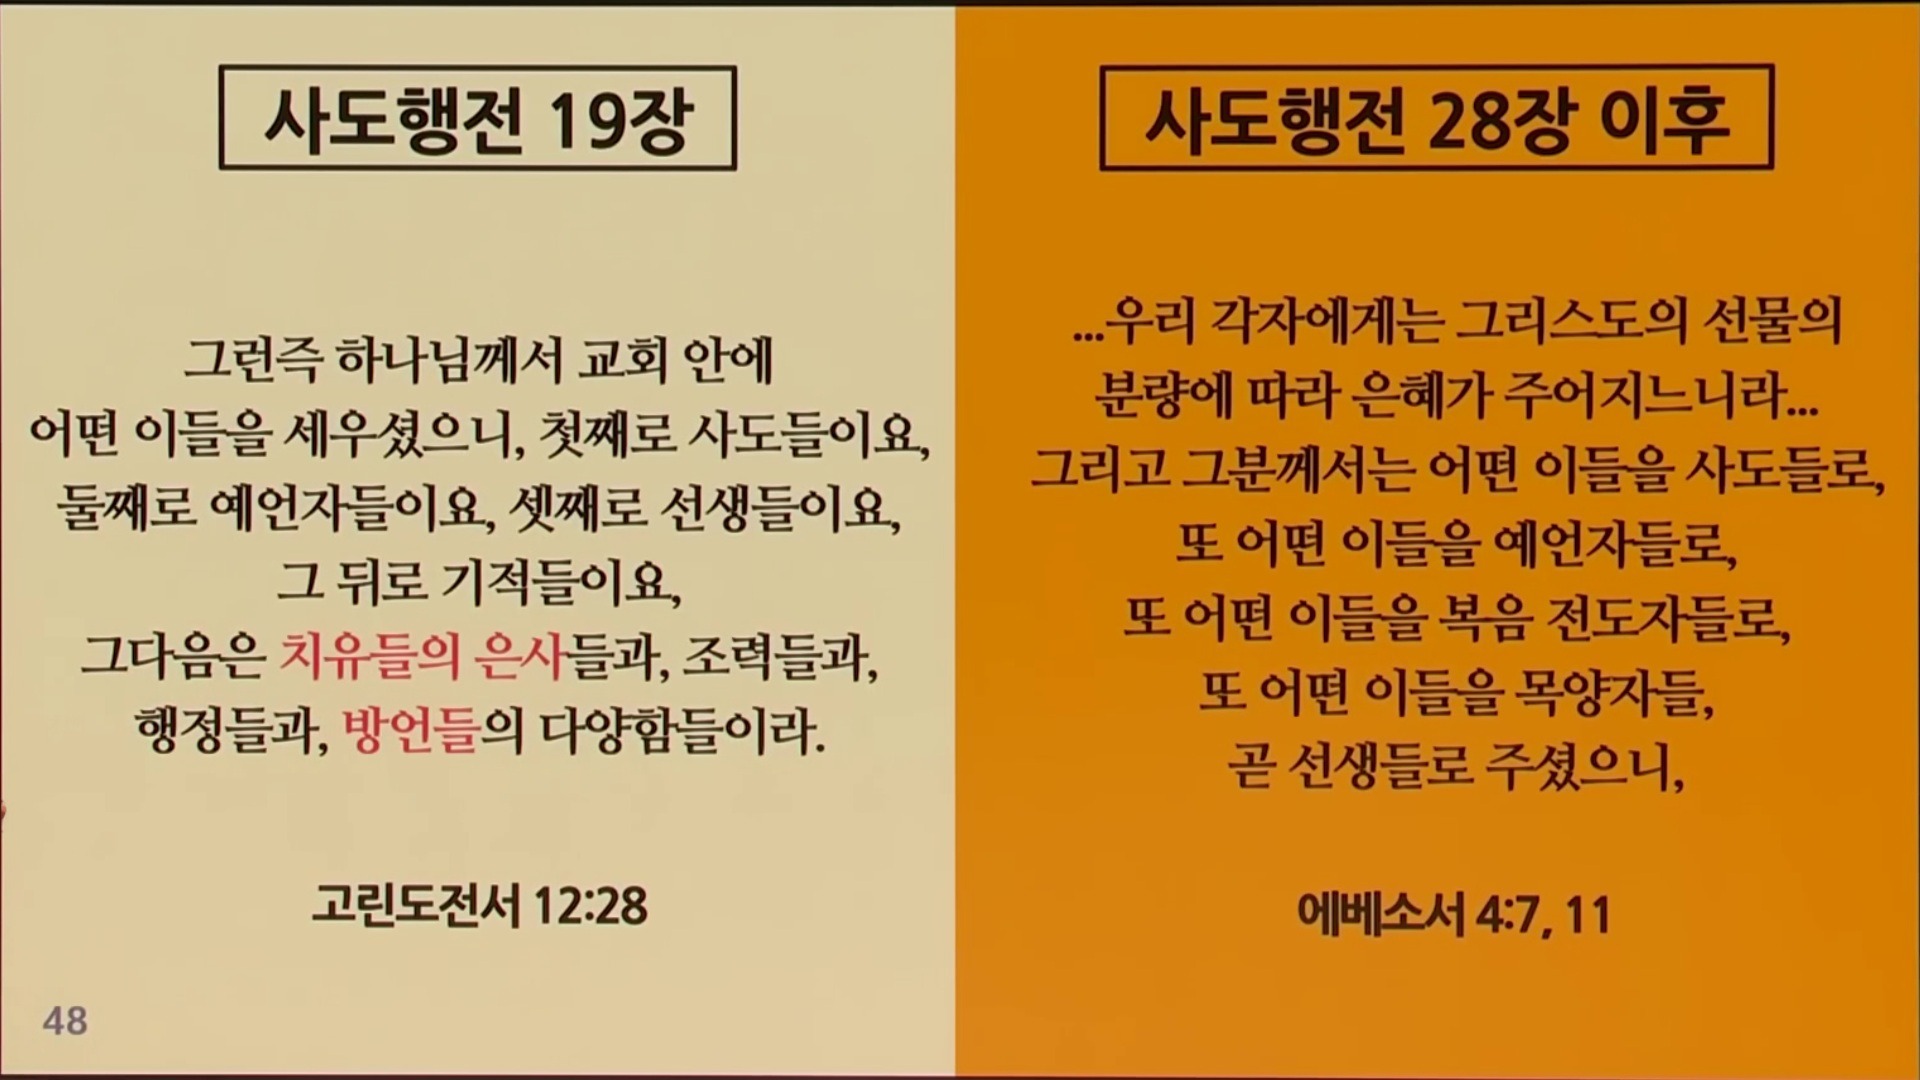 사도행전 19장
그런즉 하나님께서 교회 안에
어떤 이들을 세우셨으니, 첫째로 사도들이요,
둘째로 예언자들이요, 셋째로 선생들이요,
그 뒤로 기적들이요,
그다음은 치유들의 은사들과, 조력들과,
행정들과, 방언들의 다양함들이라.
고린도전서 12:28
48
사도행전 28장 이후
...우리 각자에게는 그리스도의 선물의
분량에 따라 은혜가 주어지느니라...
그리고 그분께서는 어떤 이들을 사도들로,
또 어떤 이들을 예언자들로,
또 어떤 이들을 복음 전도자들로,
또 어떤 이들을 목양자들,
곧 선생들로 주셨으니,
에베소서 4:7, 11